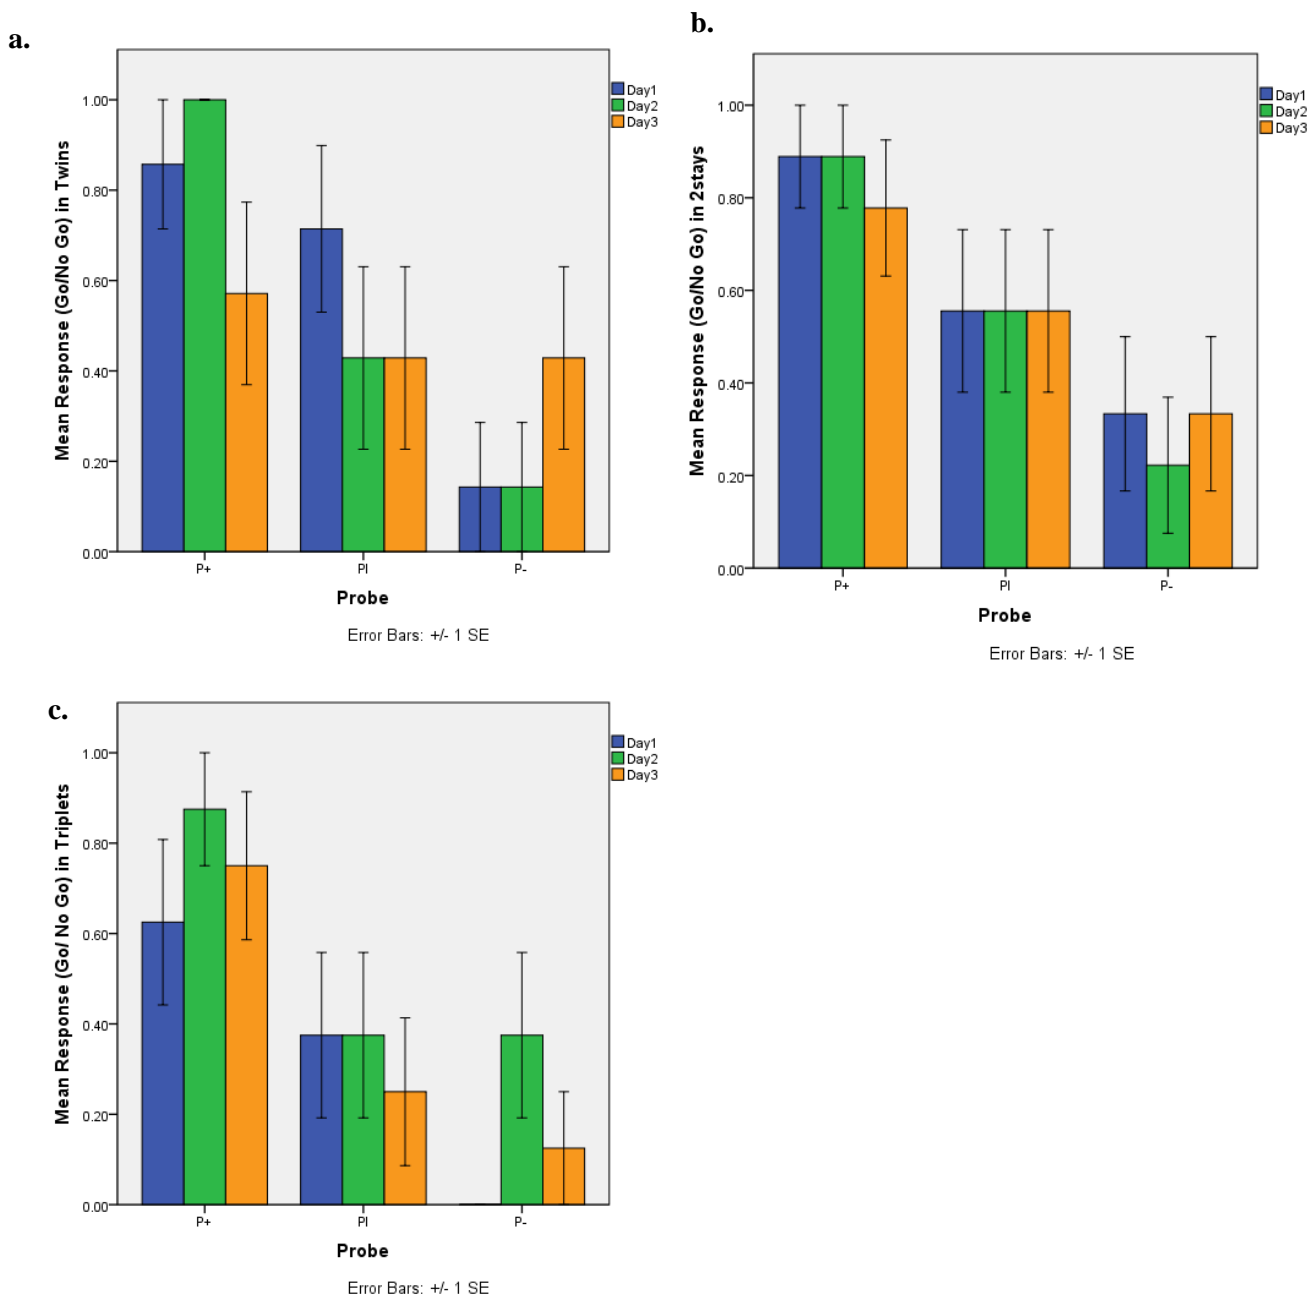 a.
Mean Response (Go/No Go) in Twins
1.00
0.80
0.60
0.40
0.20
0.00
P+ PI P-
Probe
Error Bars: +/- 1 SE
Day1
Day2
Day3
b.
Mean Response (Go/No Go) in 2stays
1.00
0.80
0.60
0.40
0.20
0.00
P+ PI P-
Probe
Error Bars: +/- 1 SE
Day1
Day2
Day3
c.
Mean Response (Go/ No Go) in Triplets
1.00
0.80
0.60
0.40
0.20
0.00
P+ PI P-
Probe
Error Bars: +/- 1 SE
Day1
Day2
Day3